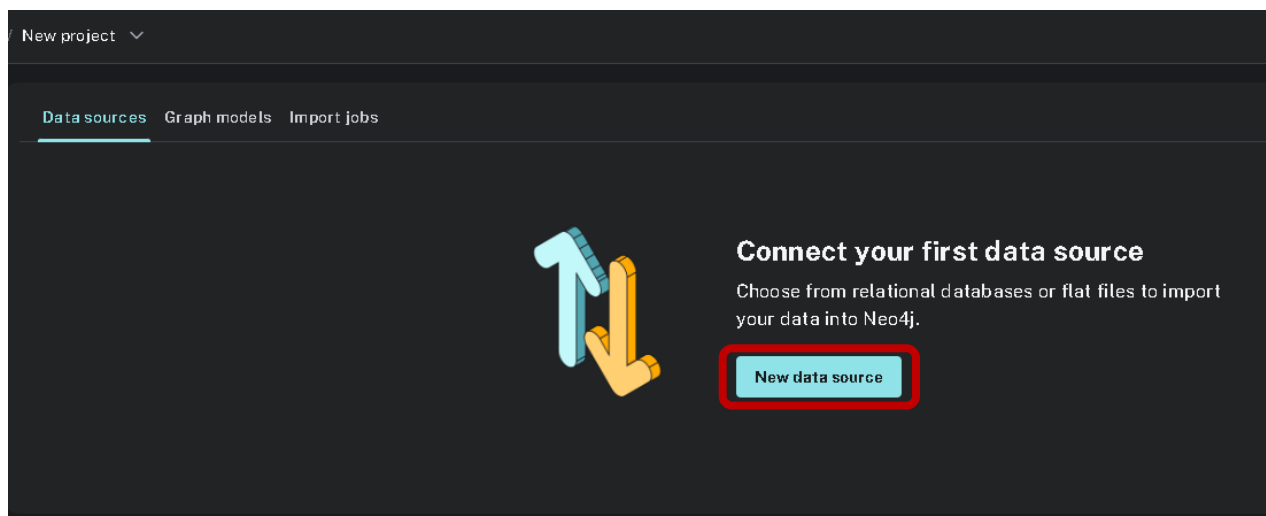 / New project
Data sources Graph models Import jobs
Connect your first data source
Choose from relational databases or flat files to import
your data into Neo4j.
New data source